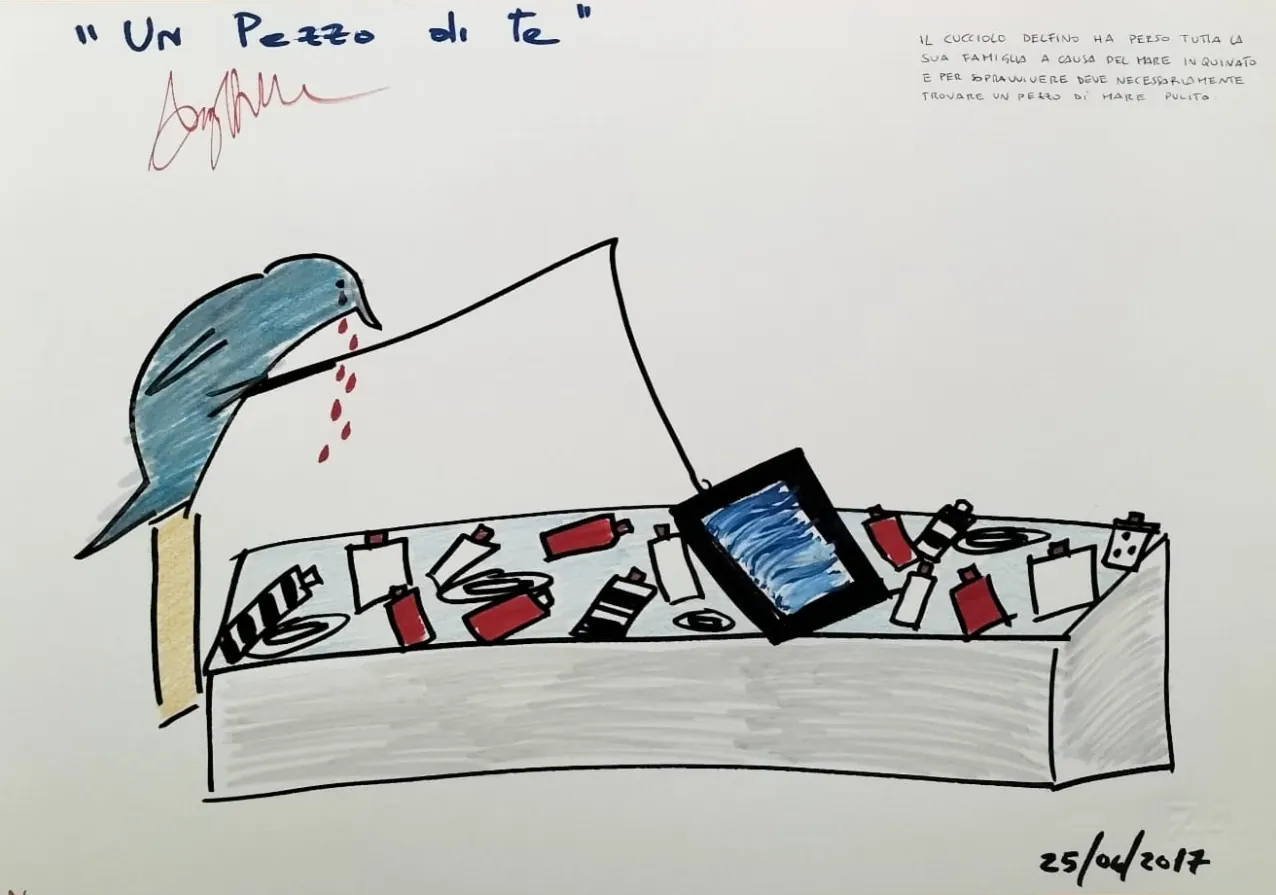 "Un Pezzo di te"
IL CUCCIOLO DELFINO HA PERSO TUTTA LA
SUA FAMIGLIA A CAUSA DEL MARE INQUINATO
E PER SOPRAVVIVERE DEVE NECESSARIAMENTE
TROVARE UN PEZZO DI MARE PULITO.
25/04/2017